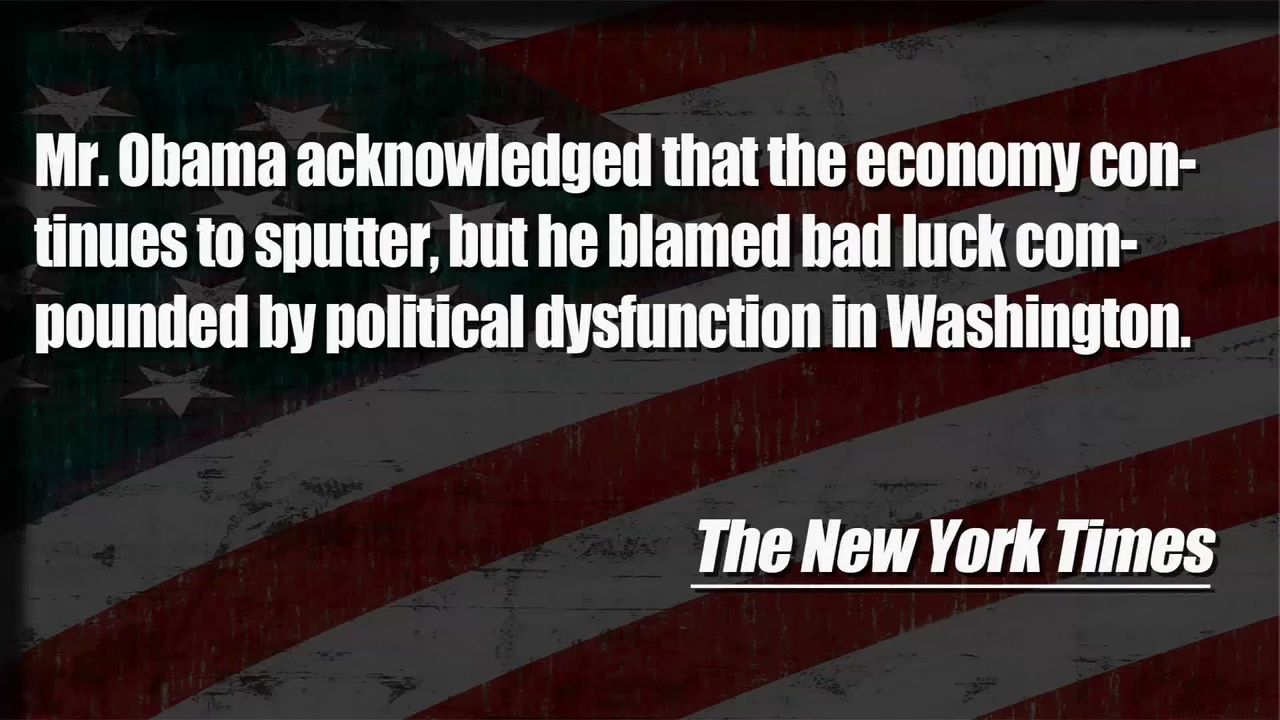 Mr. Obama acknowledged that the economy con-
tinues to sputter, but he blamed bad luck com-
pounded by political dysfunction in Washington.
The New York Times